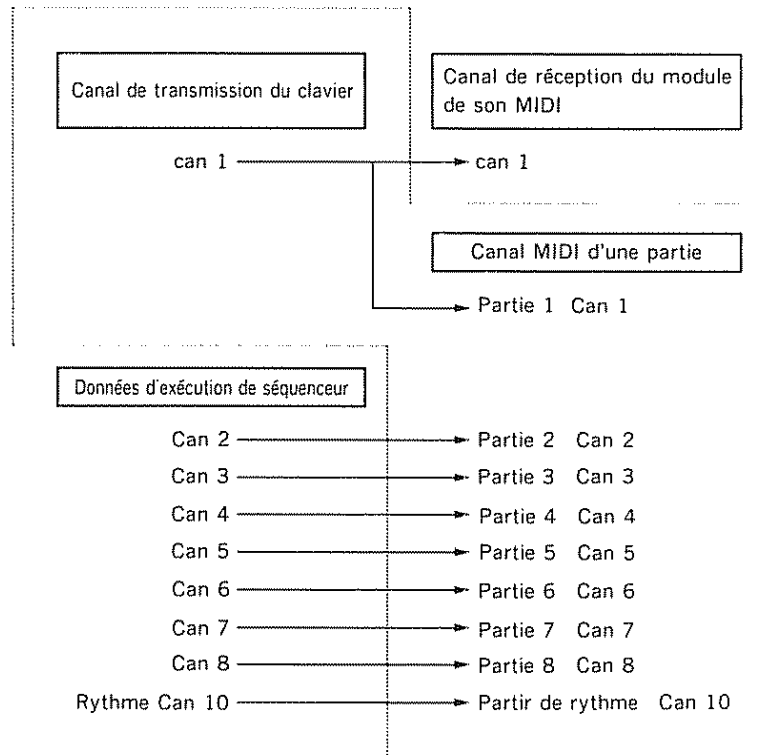 Canal de transmission du clavier
Canal de réception du module
de son MIDI
can 1
can 1
Canal MIDI d'une partie
Partie 1 Can 1
Données d'exécution de séquenceur
Can 2
Partie 2 Can 2
Can 3
Partie 3 Can 3
Can 4
Partie 4 Can 4
Can 5
Partie 5 Can 5
Can 6
Partie 6 Can 6
Can 7
Partie 7 Can 7
Can 8
Partie 8 Can 8
Rythme Can 10
Partir de rythme Can 10